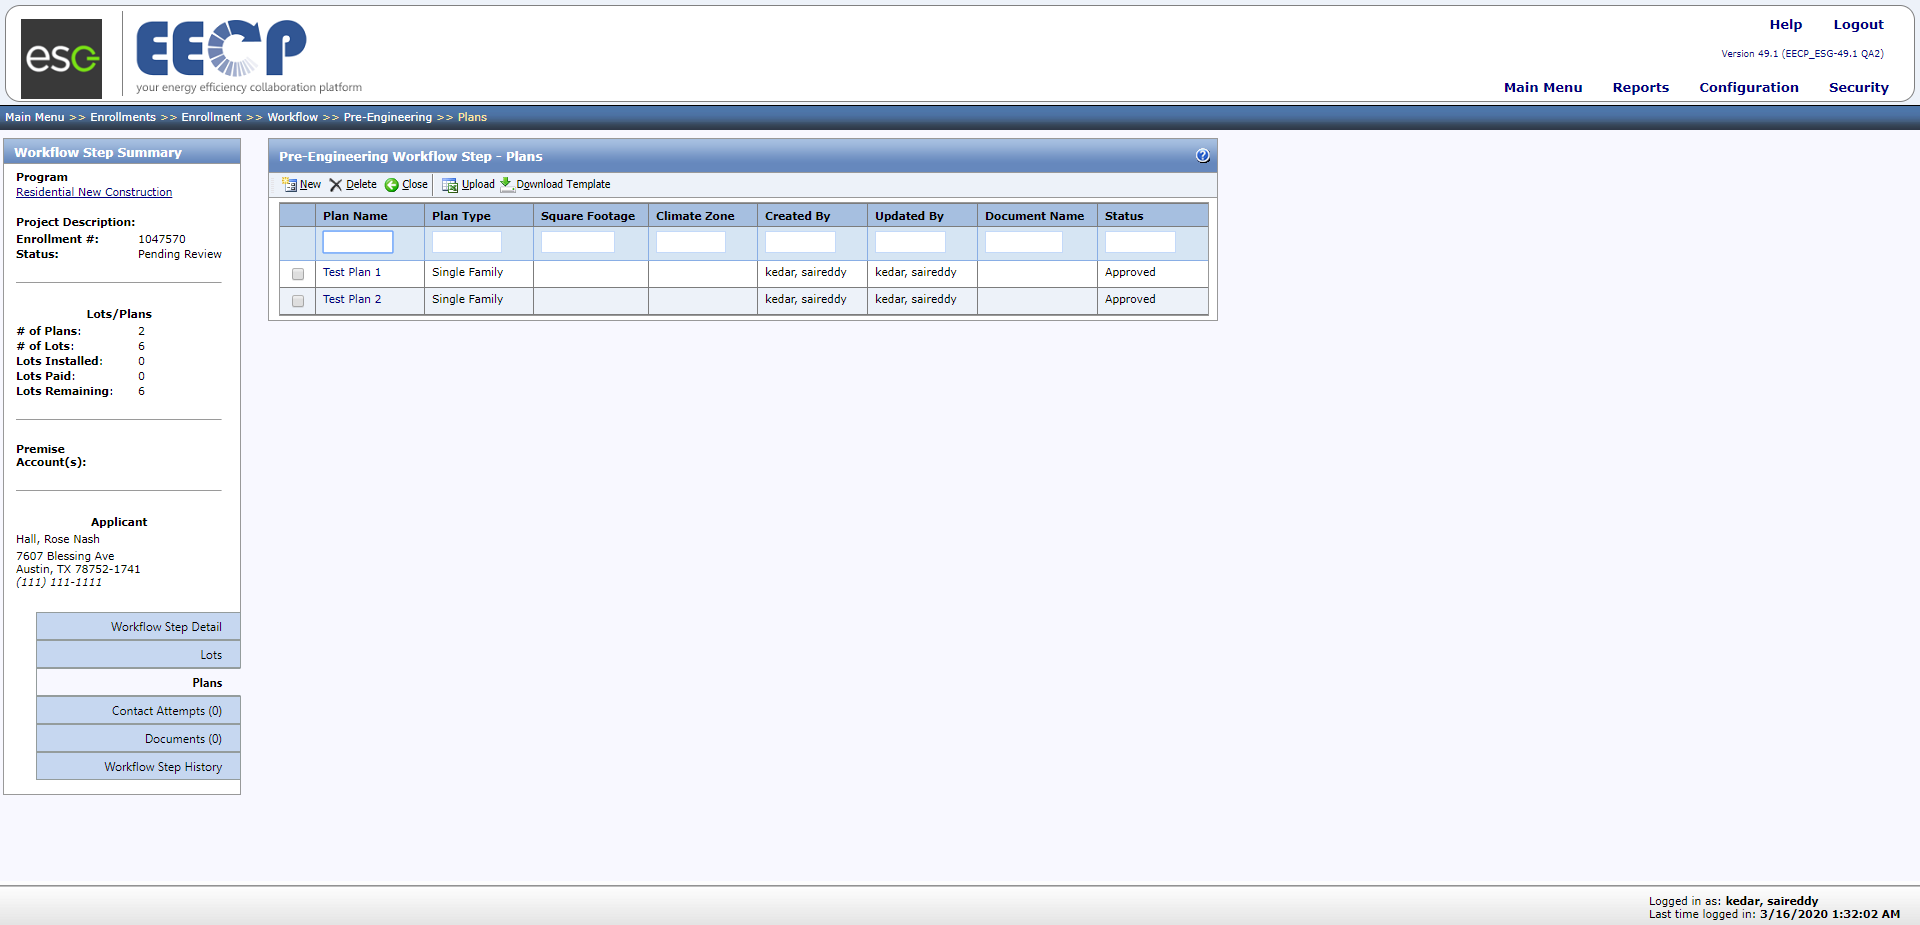 esg
EECP
your energy efficiency collaboration platform
Help Logout
Version 49.1 (EECP_ESG-49.1 QA2)
Main Menu Reports Configuration Security
Main Menu >> Enrollments >> Enrollment >> Workflow >> Pre-Engineering >> Plans
Workflow Step Summary
Program
Residential New Construction
Project Description:
Enrollment #: 1047570
Status: Pending Review
Lots/Plans
# of Plans: 2
# of Lots: 6
Lots Installed: 0
Lots Paid: 0
Lots Remaining: 6
Premise
Account(s):
Applicant
Hall, Rose Nash
7607 Blessing Ave
Austin, TX 78752-1741
(111) 111-1111
Workflow Step Detail
Lots
Plans
Contact Attempts (0)
Documents (0)
Workflow Step History
Pre-Engineering Workflow Step - Plans
New Delete Close Upload Download Template
Plan Name Plan Type Square Footage Climate Zone Created By Updated By Document Name Status
Test Plan 1 Single Family kedar, saireddy kedar, saireddy Approved
Test Plan 2 Single Family kedar, saireddy kedar, saireddy Approved
Logged in as: kedar, saireddy
Last time logged in: 3/16/2020 1:32:02 AM